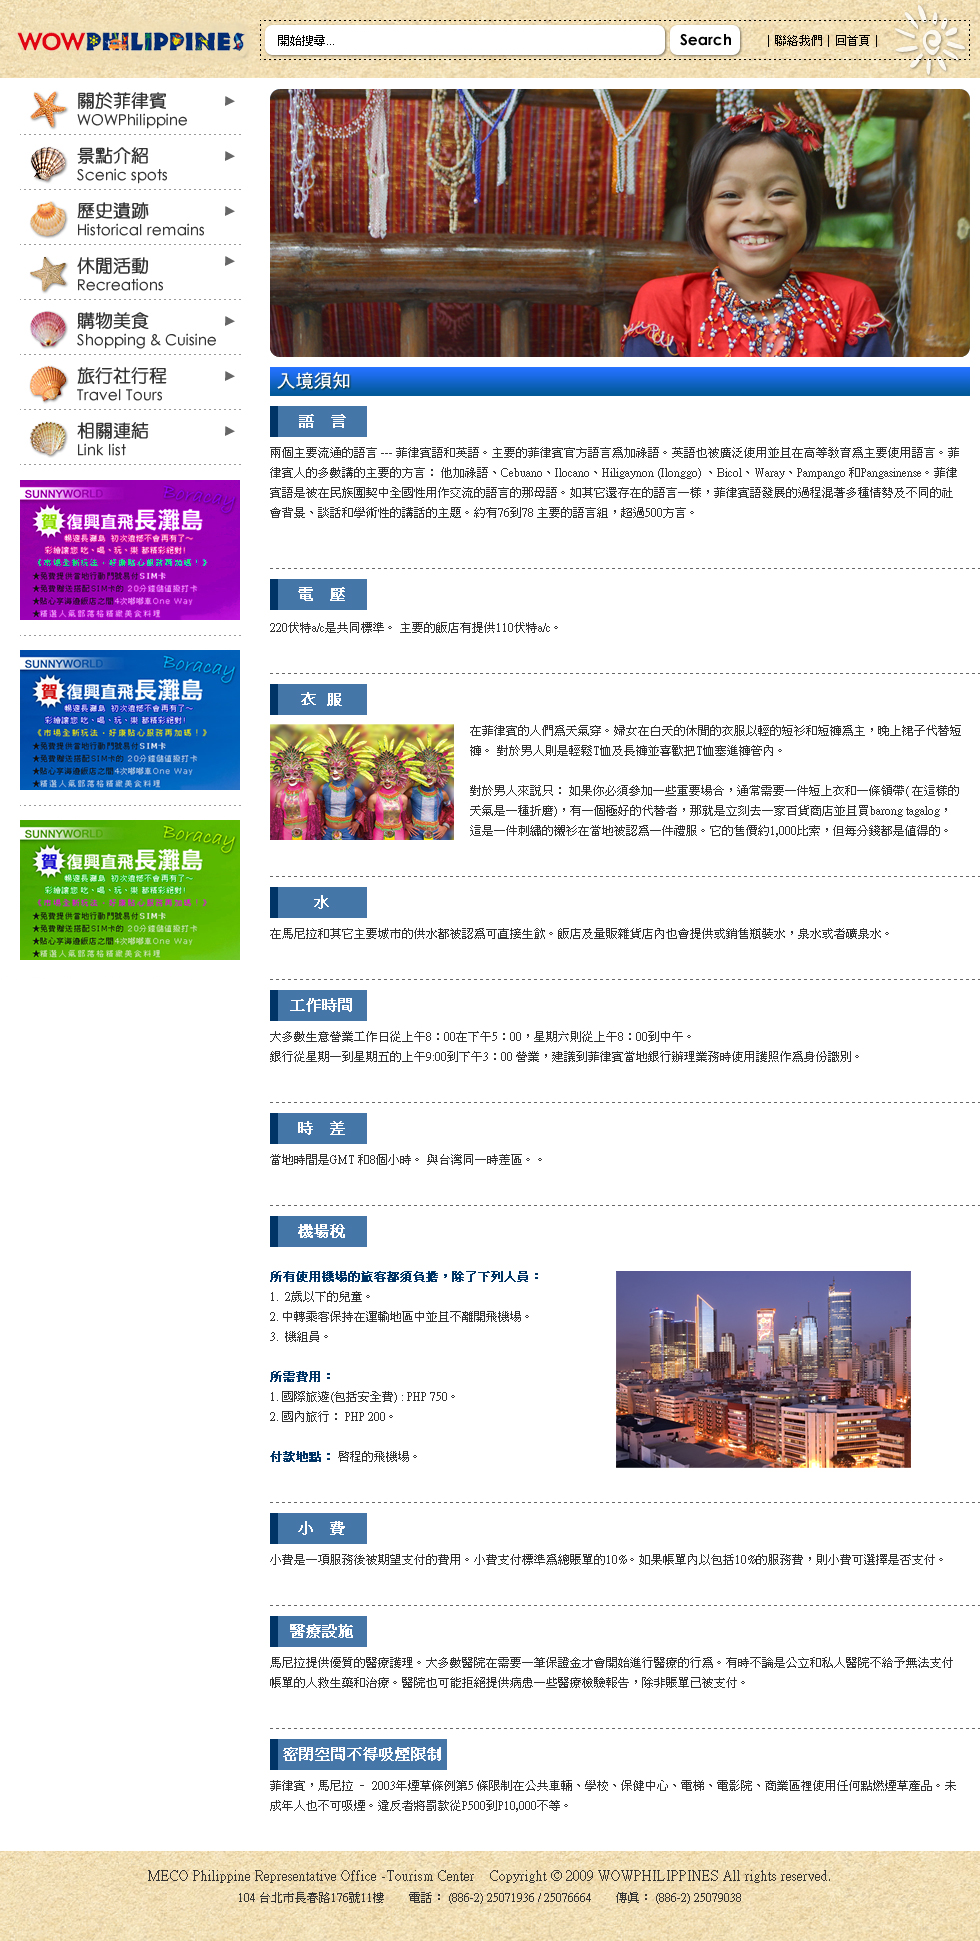 WOWPHILIPPINES
開始搜尋...
Search
| 聯絡我們 | 回首頁 |
關於菲律賓
WOWPhilippine
景點介紹
Scenic spots
歷史遺跡
Historical remains
休閒活動
Recreations
購物美食
Shopping & Cuisine
旅行社行程
Travel Tours
相關連結
Link list
SUNNYWORLD
Boracay
賀 復興直飛長灘島
暢遊長灘島 初次遊憩不會再有了~
彩繪讓您 吃、喝、玩、樂 都精彩絕對!
《市場全新玩法,好康貼心服務再加碼!》
★免費提供當地行動門號易付SIM卡
★免費贈送搭配SIM卡的 20分鐘儲值撥打卡
★貼心享海邊飯店之間4次嘟嘟車One Way
★精選人氣部落格精緻美食料理
SUNNYWORLD
Boracay
賀 復興直飛長灘島
暢遊長灘島 初次遊憩不會再有了~
彩繪讓您 吃、喝、玩、樂 都精彩絕對!
《市場全新玩法,好康貼心服務再加碼!》
★免費提供當地行動門號易付SIM卡
★免費贈送搭配SIM卡的 20分鐘儲值撥打卡
★貼心享海邊飯店之間4次嘟嘟車One Way
★精選人氣部落格精緻美食料理
SUNNYWORLD
Boracay
賀 復興直飛長灘島
暢遊長灘島 初次遊憩不會再有了~
彩繪讓您 吃、喝、玩、樂 都精彩絕對!
《市場全新玩法,好康貼心服務再加碼!》
★免費提供當地行動門號易付SIM卡
★免費贈送搭配SIM卡的 20分鐘儲值撥打卡
★貼心享海邊飯店之間4次嘟嘟車One Way
★精選人氣部落格精緻美食料理
入境須知
語 言
兩個主要流通的語言 --- 菲律賓語和英語。主要的菲律賓官方語言為加祿語。英語也被廣泛使用並且在高等教育為主要使用語言。菲
律賓人的多數講的主要的方言: 他加祿語、Cebuano、Ilocano、Hiligaynon (Ilonggo) 、Bicol、Waray、Pampango 和Pangasinense。菲律
賓語是被在民族團契中全國性用作交流的語言的那母語。如其它還存在的語言一樣,菲律賓語發展的過程混著多種情勢及不同的社
會背景、談話和學術性的講話的主題。約有76到78 主要的語言組,超過500方言。
電 壓
220伏特a/c是共同標準。 主要的飯店有提供110伏特a/c。
衣 服
在菲律賓的人們為天氣穿。婦女在白天的休閒的衣服以輕的短衫和短褲為主,晚上裙子代替短
褲。 對於男人則是輕鬆T恤及長褲並喜歡把T恤塞進褲管內。
對於男人來說只: 如果你必須參加一些重要場合,通常需要一件短上衣和一條領帶(在這樣的
天氣是一種折磨),有一個極好的代替者,那就是立刻去一家百貨商店並且買barong tagalog,
這是一件刺繡的襯衫在當地被認為一件禮服。它的售價約1,000比索,但每分錢都是值得的。
水
在馬尼拉和其它主要城市的供水都被認為可直接生飲。飯店及量販雜貨店內也會提供或銷售瓶裝水,泉水或者礦泉水。
工作時間
大多數生意營業工作日從上午8:00在下午5:00,星期六則從上午8:00到中午。
銀行從星期一到星期五的上午9:00到下午3:00 營業,建議到菲律賓當地銀行辦理業務時使用護照作為身份識別。
時 差
當地時間是GMT 和8個小時。 與台灣同一時差區。。
機場稅
所有使用機場的旅客都須負擔,除了下列人員:
1. 2歲以下的兒童。
2. 中轉乘客保持在運輸地區中並且不離開飛機場。
3. 機組員。
所需費用:
1. 國際旅遊(包括安全費) : PHP 750。
2. 國內旅行: PHP 200。
付款地點: 啓程的飛機場。
小 費
小費是一項服務後被期望支付的費用。小費支付標準為總賬單的10%。如果帳單內以包括10%的服務費,則小費可選擇是否支付。
醫療設施
馬尼拉提供優質的醫療護理。大多數醫院在需要一筆保證金才會開始進行醫療的行為。有時不論是公立和私人醫院不給予無法支付
帳單的人救生藥和治療。醫院也可能拒絕提供病患一些醫療檢驗報告,除非賬單已被支付。
密閉空間不得吸煙限制
菲律賓,馬尼拉 – 2003年煙草條例第5 條限制在公共車輛、學校、保健中心、電梯、電影院、商業區裡使用任何點燃煙草產品。未
成年人也不可吸煙。違反者將罰款從P500到P10,000不等。
MECO Philippine Representative Office -Tourism Center Copyright © 2009 WOWPHILIPPINES All rights reserved.
104 台北市長春路176號11樓 電話: (886-2) 25071936 / 25076664 傳真: (886-2) 25079038